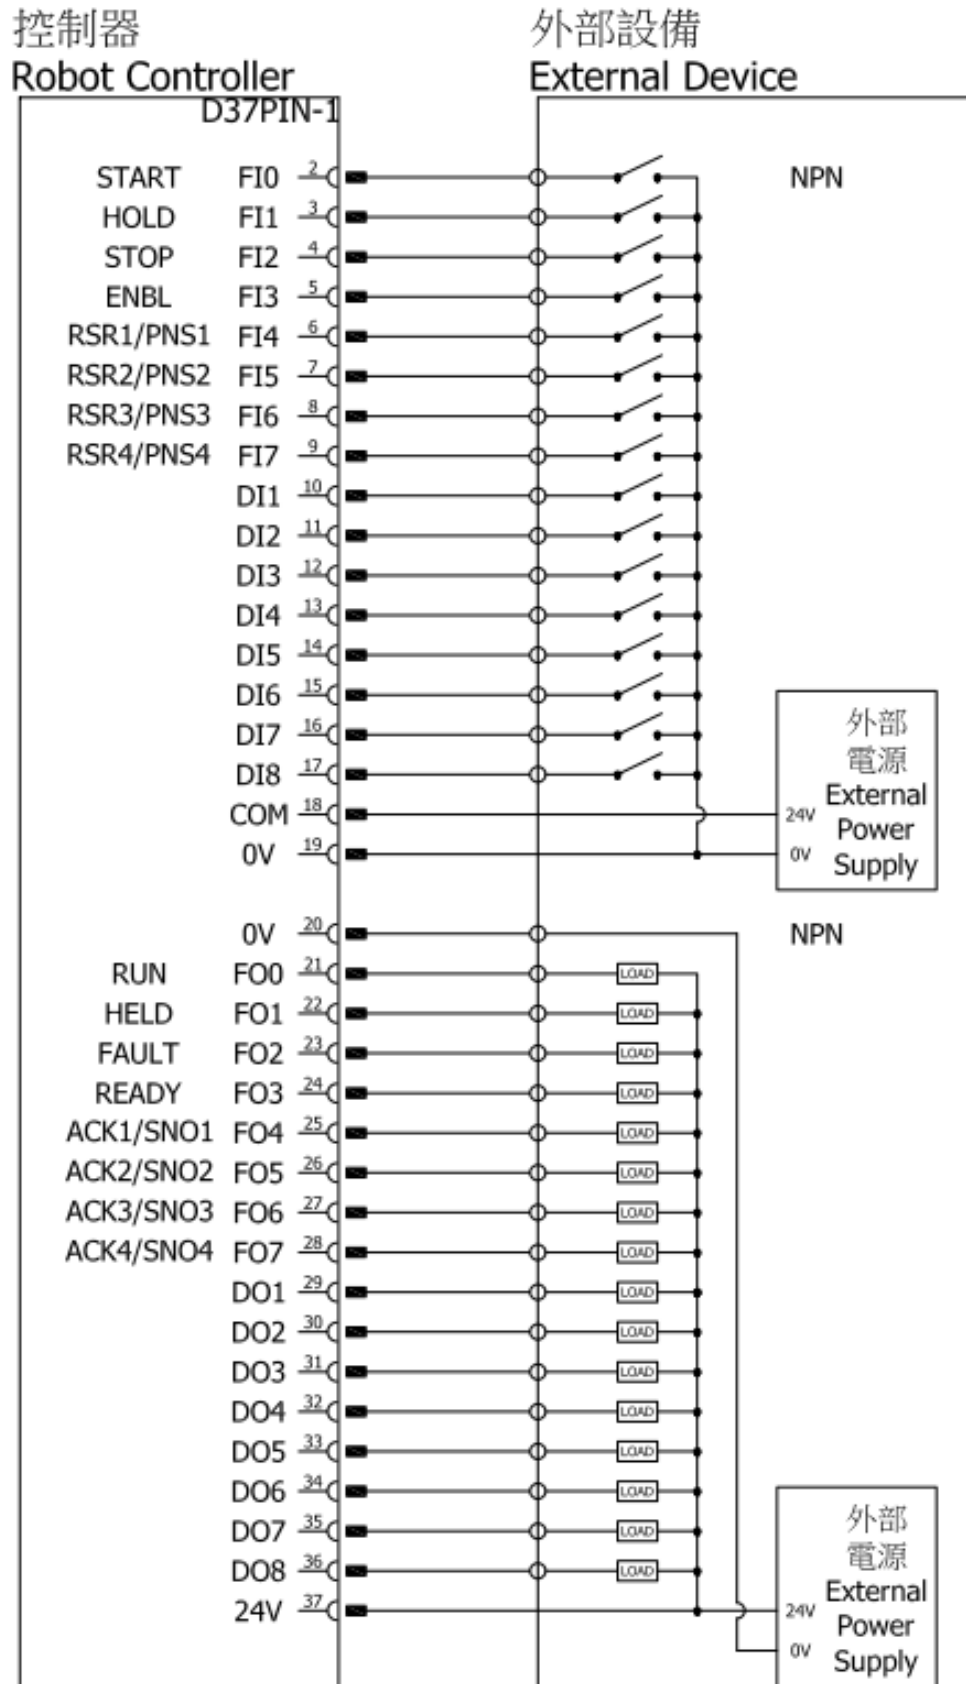 控制器
Robot Controller
外部設備
External Device
D37PIN-1
START FI0 2 NPN
HOLD FI1 3
STOP FI2 4
ENBL FI3 5
RSR1/PNS1 FI4 6
RSR2/PNS2 FI5 7
RSR3/PNS3 FI6 8
RSR4/PNS4 FI7 9
DI1 10
DI2 11
DI3 12
DI4 13
DI5 14
DI6 15
DI7 16
DI8 17
COM 18
0V 19
外部
電源
External
24V Power
0V Supply
0V 20 NPN
RUN FO0 21 LOAD
HELD FO1 22 LOAD
FAULT FO2 23 LOAD
READY FO3 24 LOAD
ACK1/SNO1 FO4 25 LOAD
ACK2/SNO2 FO5 26 LOAD
ACK3/SNO3 FO6 27 LOAD
ACK4/SNO4 FO7 28 LOAD
DO1 29 LOAD
DO2 30 LOAD
DO3 31 LOAD
DO4 32 LOAD
DO5 33 LOAD
DO6 34 LOAD
DO7 35 LOAD
DO8 36 LOAD
24V 37
外部
電源
External
24V Power
0V Supply